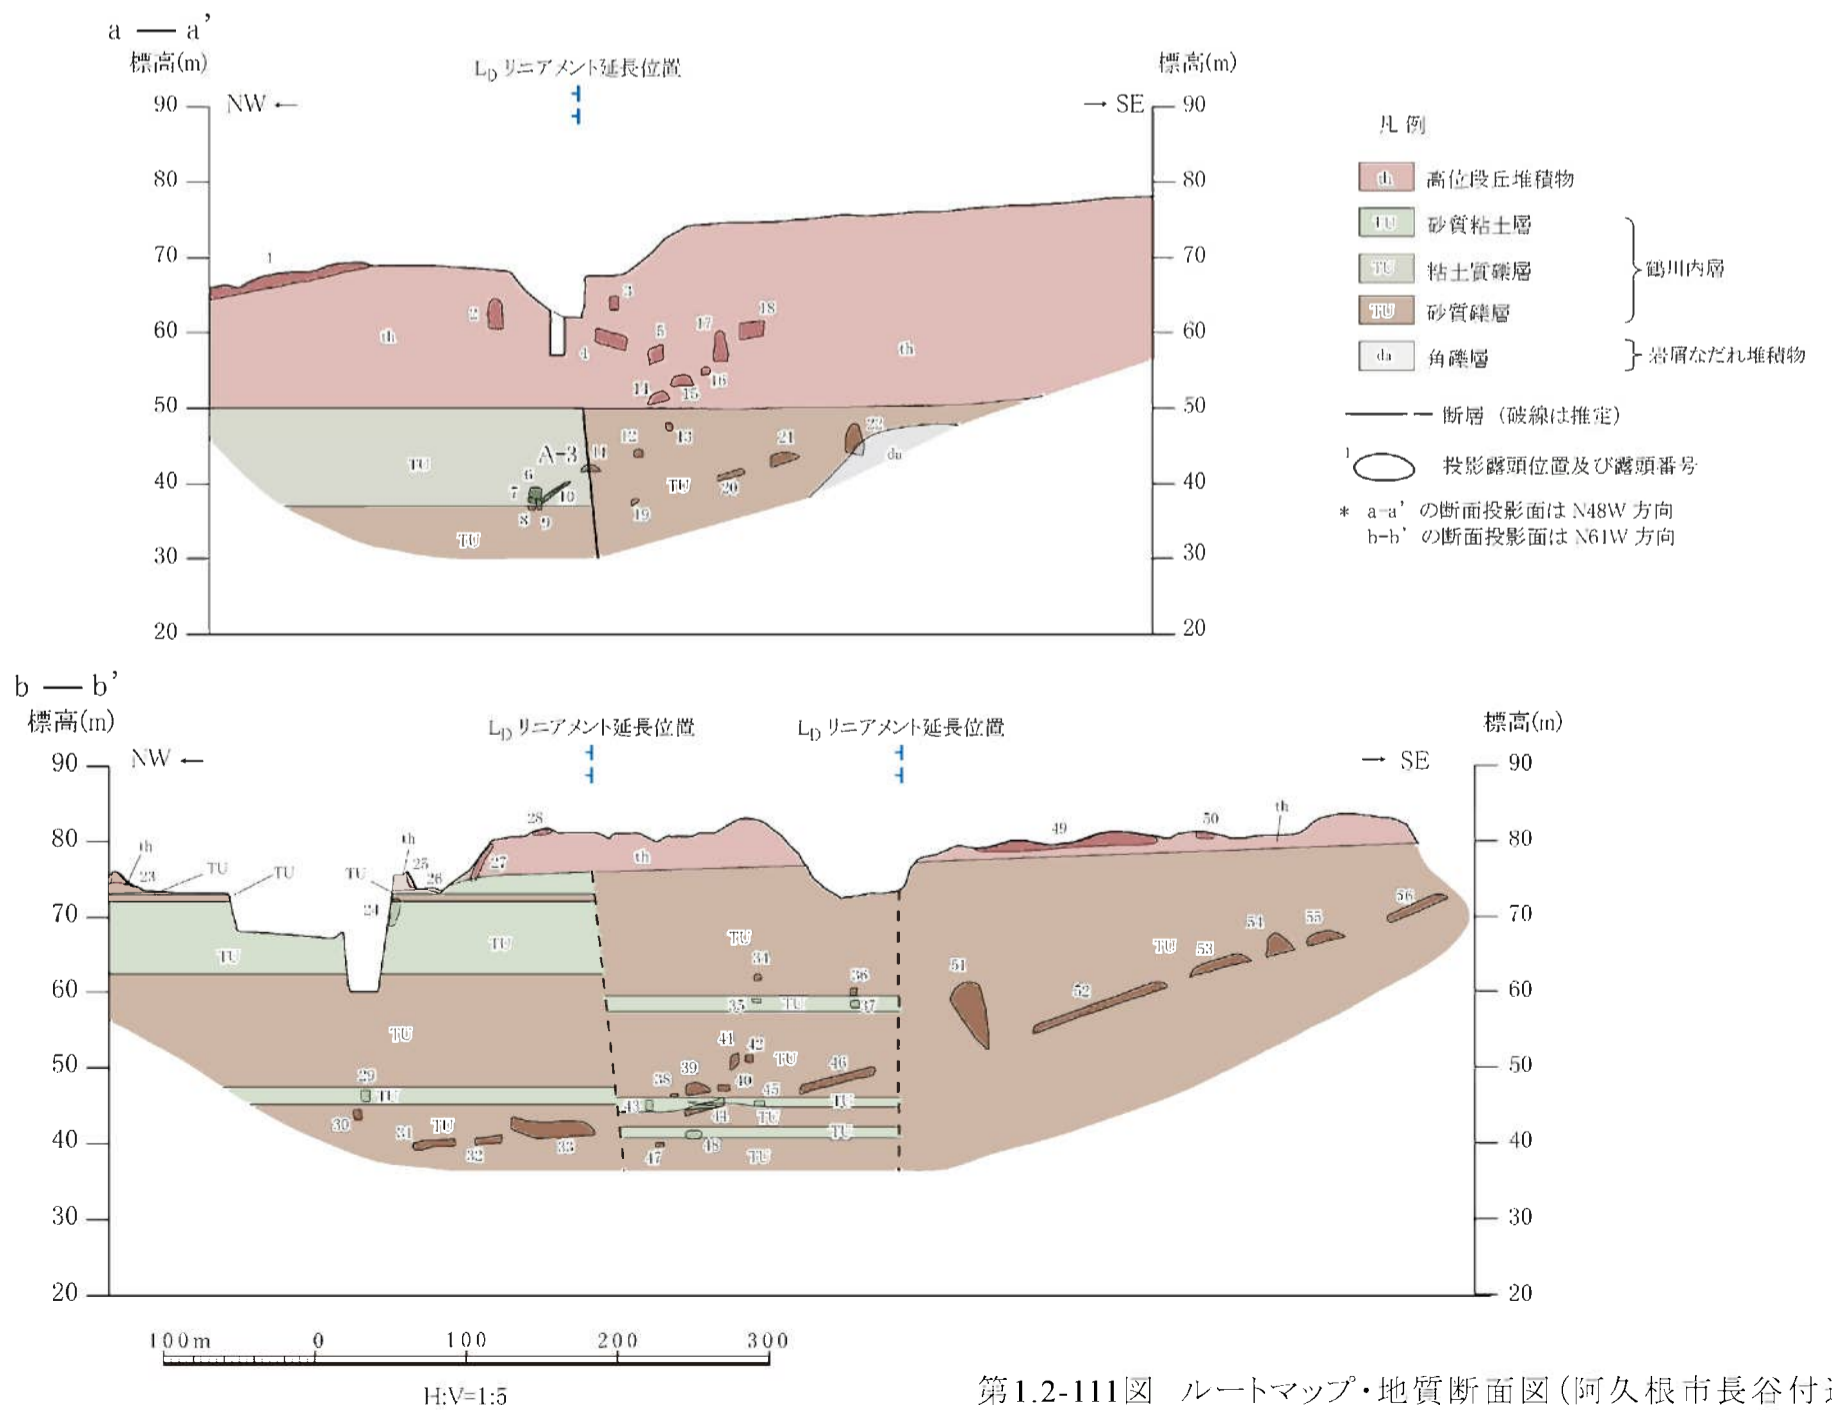 a — a’
標高(m)
L_D リニアメント延長位置
標高(m)
NW ←
→ SE
90
80
70
60
50
40
30
20
90
80
70
60
50
40
30
20
1
2
3
4
5
17
18
th
th
14
15
16
12
13
22
21
A-3
11
da
TU
6
7
10
TU
20
8
9
19
TU
凡 例
th 高位段丘堆積物
TU 砂質粘土層
TU 粘土質礫層
TU 砂質礫層
鶴川内層
da 角礫層
岩屑なだれ堆積物
断層 (破線は推定)
1 投影露頭位置及び露頭番号
* a-a’ の断面投影面は N48W 方向
b-b’ の断面投影面は N61W 方向
b — b’
標高(m)
L_D リニアメント延長位置
L_D リニアメント延長位置
標高(m)
NW ←
→ SE
90
80
70
60
50
40
30
20
90
80
70
60
50
40
30
20
th
23
TU
TU
TU
th
25
26
24
27
28
th
49
50
th
TU
TU
TU
34
35
TU
36
37
51
52
TU
53
54
55
56
TU
41
42
TU
46
38
39
40
45
29
TU
43
44
TU
TU
30
31
TU
32
33
47
48
TU
TU
100m 0 100 200 300
H:V=1:5
第1.2-111図 ルートマップ・地質断面図(阿久根市長谷付